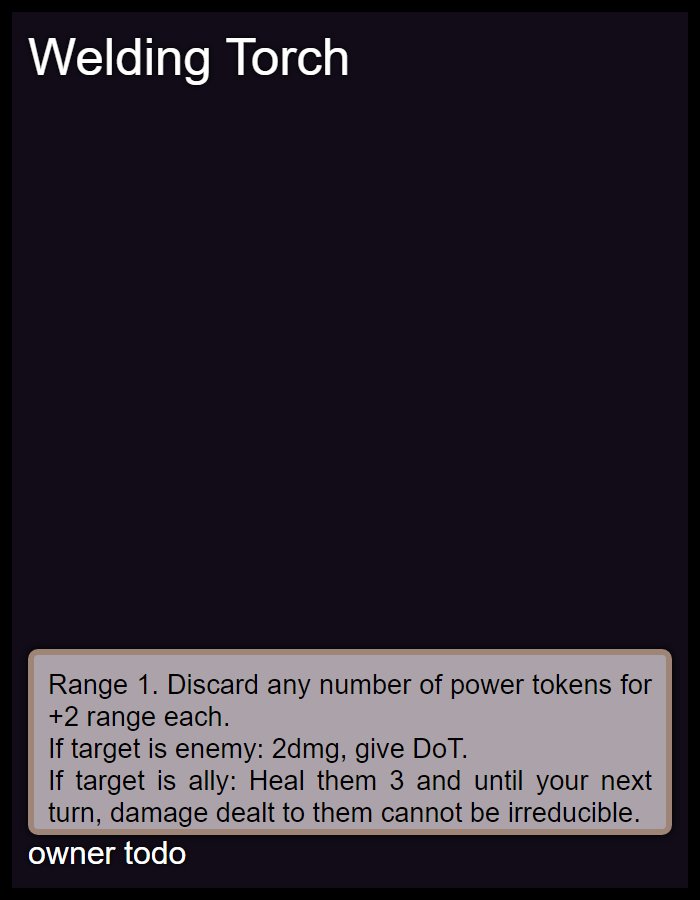 Welding Torch
Range 1. Discard any number of power tokens for
+2 range each.
If target is enemy: 2dmg, give DoT.
If target is ally: Heal them 3 and until your next
turn, damage dealt to them cannot be irreducible.
owner todo